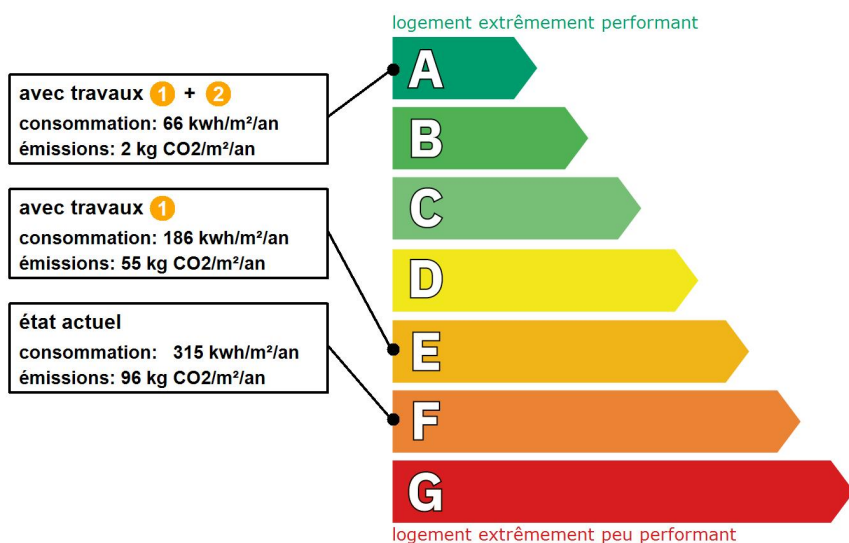 logement extrêmement performant
A
avec travaux 1 + 2
consommation: 66 kwh/m²/an
émissions: 2 kg CO2/m²/an
B
avec travaux 1
consommation: 186 kwh/m²/an
émissions: 55 kg CO2/m²/an
C
D
état actuel
consommation: 315 kwh/m²/an
émissions: 96 kg CO2/m²/an
E
F
G
logement extrêmement peu performant